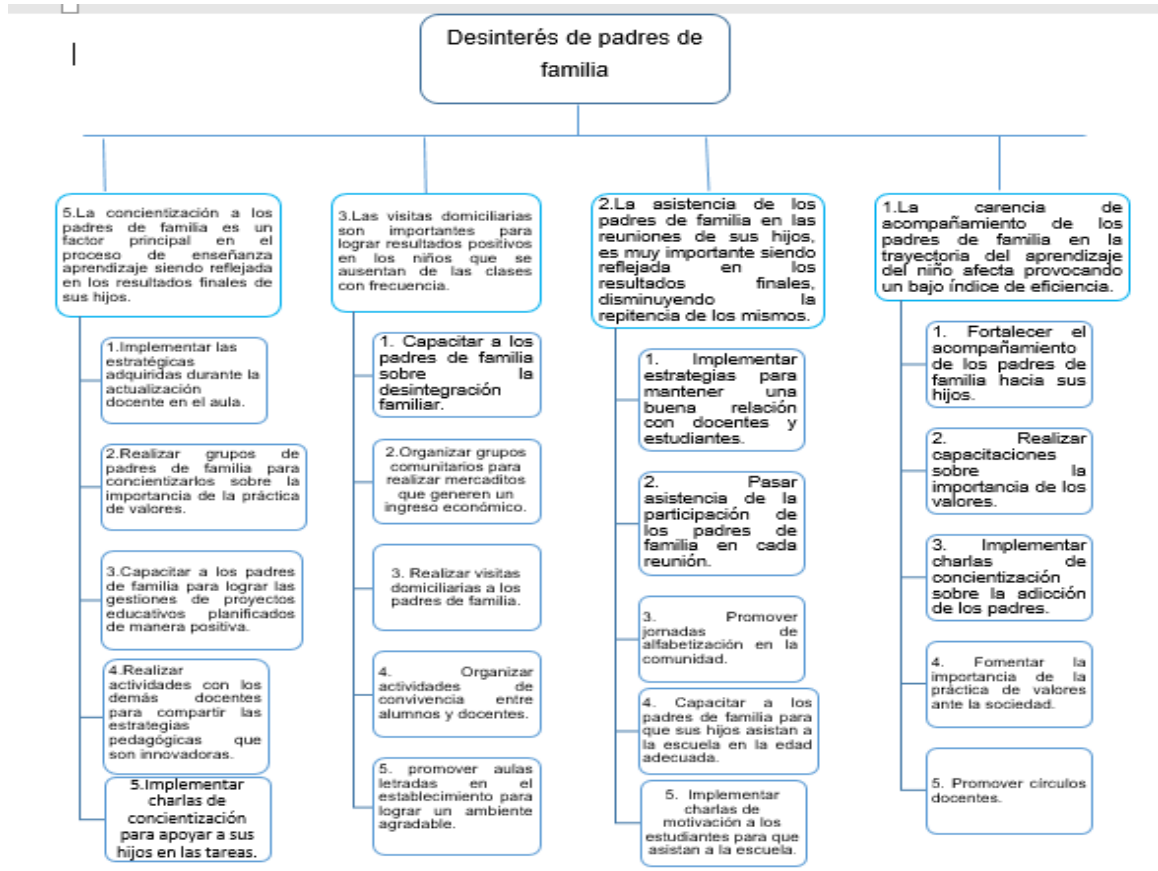 Desinterés de padres de
familia
5.La concientización a los
padres de familia es un
factor principal en el
proceso de enseñanza
aprendizaje siendo reflejada
en los resultados finales de
sus hijos.
1.Implementar las
estratégicas
adquiridas durante la
actualización
docente en el aula.
2.Realizar grupos de
padres de familia para
concientizarlos sobre la
importancia de la práctica
de valores.
3.Capacitar a los padres
de familia para lograr las
gestiones de proyectos
educativos planificados
de manera positiva.
4.Realizar
actividades con los
demás docentes
para compartir las
estrategias
pedagógicas que
son innovadoras.
5.Implementar
charlas de
concientización
para apoyar a sus
hijos en las tareas.
3.Las visitas domiciliarias
son importantes para
lograr resultados positivos
en los niños que se
ausentan de las clases
con frecuencia.
1. Capacitar a los
padres de familia
sobre la
desintegración
familiar.
2.Organizar grupos
comunitarios para
realizar mercaditos
que generen un
ingreso económico.
3. Realizar visitas
domiciliarias a los
padres de familia.
4. Organizar
actividades de
convivencia entre
alumnos y docentes.
5. promover aulas
letradas en el
establecimiento para
lograr un ambiente
agradable.
2.La asistencia de los
padres de familia en las
reuniones de sus hijos,
es muy importante siendo
reflejada en los
resultados finales,
disminuyendo la
repitencia de los mismos.
1. Implementar
estrategias para
mantener una
buena relación
con docentes y
estudiantes.
2. Pasar
asistencia de la
participación de
los padres de
familia en cada
reunión.
3. Promover
jornadas de
alfabetización en la
comunidad.
4. Capacitar a los
padres de familia para
que sus hijos asistan a
la escuela en la edad
adecuada.
5. Implementar
charlas de
motivación a los
estudiantes para que
asistan a la escuela.
1.La carencia de
acompañamiento de los
padres de familia en la
trayectoria del aprendizaje
del niño afecta provocando
un bajo índice de eficiencia.
1. Fortalecer el
acompañamiento
de los padres de
familia hacia sus
hijos.
2. Realizar
capacitaciones
sobre la
importancia de los
valores.
3. Implementar
charlas de
concientización
sobre la adicción
de los padres.
4. Fomentar la
importancia de la
práctica de valores
ante la sociedad.
5. Promover círculos
docentes.